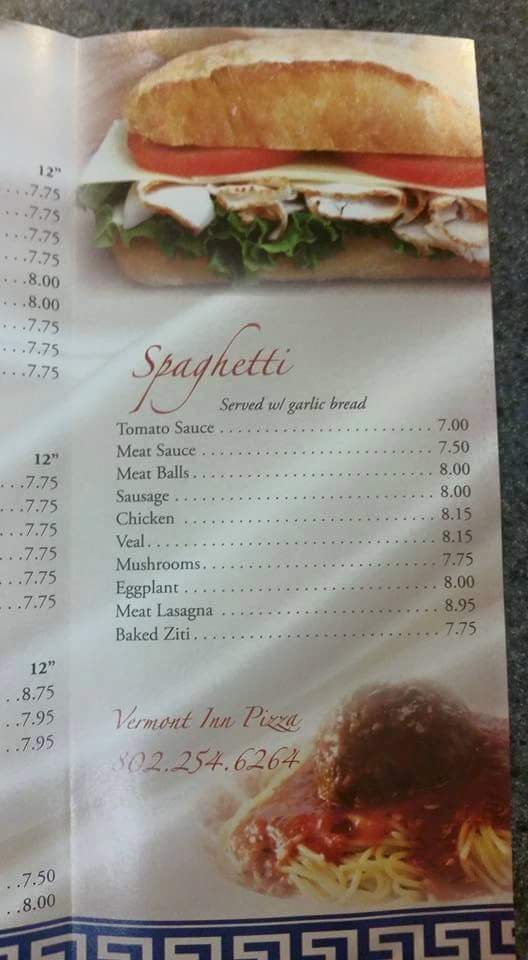 12"
...7.75
...7.75
...7.75
...7.75
...8.00
...8.00
...7.75
...7.75
...7.75
12"
...7.75
...7.75
...7.75
...7.75
...7.75
...7.75
12"
..8.75
..7.95
..7.95
..7.50
..8.00
Spaghetti
Served w/ garlic bread
Tomato Sauce ........................ 7.00
Meat Sauce .......................... 7.50
Meat Balls .......................... 8.00
Sausage ............................. 8.00
Chicken ............................. 8.15
Veal ................................ 8.15
Mushrooms ........................... 7.75
Eggplant ............................ 8.00
Meat Lasagna ........................ 8.95
Baked Ziti .......................... 7.75
Vermont Inn Pizza
802.254.6264